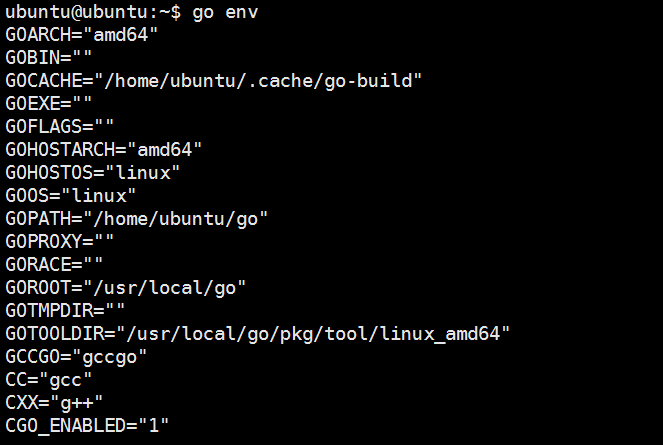 ubuntu@ubuntu:~$ go env
GOARCH="amd64"
GOBIN=""
GOCACHE="/home/ubuntu/.cache/go-build"
GOEXE=""
GOFLAGS=""
GOHOSTARCH="amd64"
GOHOSTOS="linux"
GOOS="linux"
GOPATH="/home/ubuntu/go"
GOPROXY=""
GORACE=""
GOROOT="/usr/local/go"
GOTMPDIR=""
GOTOOLDIR="/usr/local/go/pkg/tool/linux_amd64"
GCCGO="gccgo"
CC="gcc"
CXX="g++"
CGO_ENABLED="1"